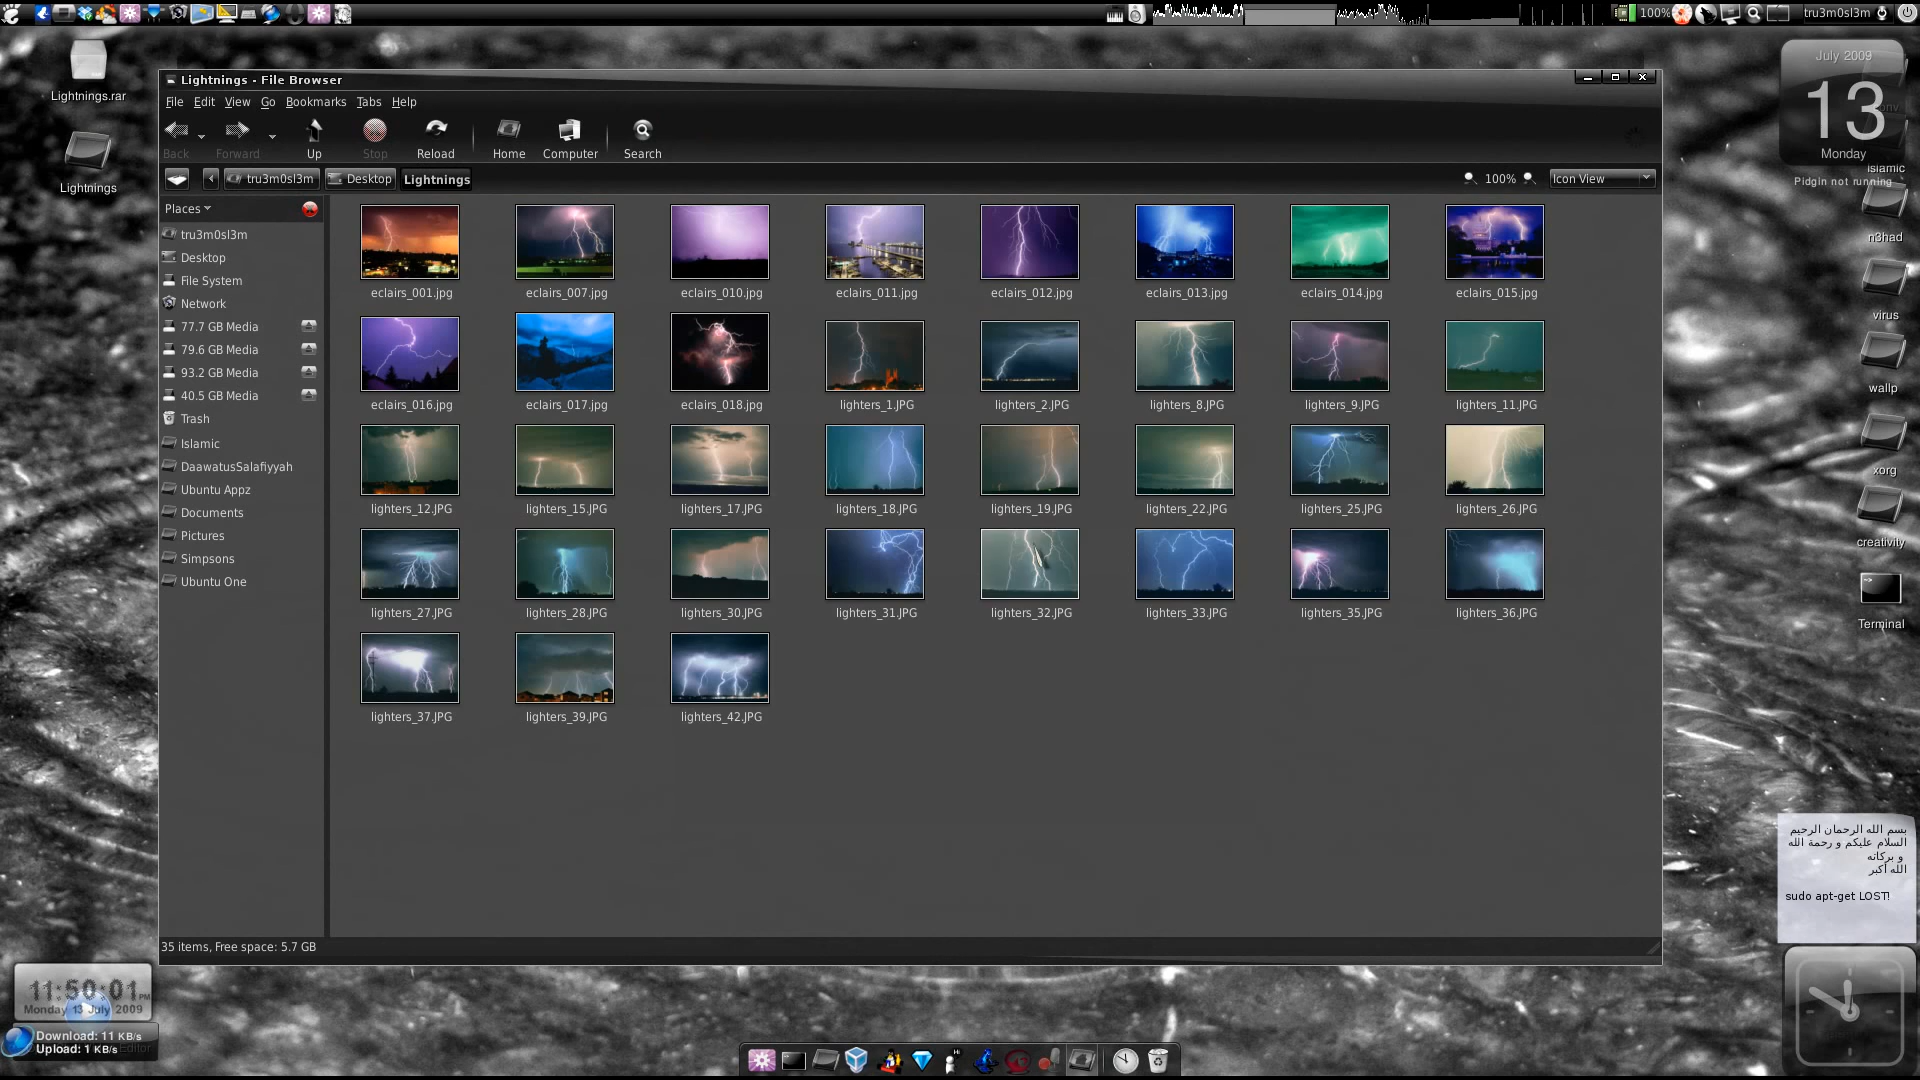 100%
tru3m0sl3m
Lightnings.rar
Lightnings
Lightnings - File Browser
File Edit View Go Bookmarks Tabs Help
Back Forward Up Stop Reload Home Computer Search
tru3m0sl3m Desktop Lightnings
100% Icon View
Places
tru3m0sl3m
Desktop
File System
Network
77.7 GB Media
79.6 GB Media
93.2 GB Media
40.5 GB Media
Trash
Islamic
DaawatusSalafiyyah
Ubuntu Appz
Documents
Pictures
Simpsons
Ubuntu One
eclairs_001.jpg eclairs_007.jpg eclairs_010.jpg eclairs_011.jpg eclairs_012.jpg eclairs_013.jpg eclairs_014.jpg eclairs_015.jpg
eclairs_016.jpg eclairs_017.jpg eclairs_018.jpg lighters_1.JPG lighters_2.JPG lighters_8.JPG lighters_9.JPG lighters_11.JPG
lighters_12.JPG lighters_15.JPG lighters_17.JPG lighters_18.JPG lighters_19.JPG lighters_22.JPG lighters_25.JPG lighters_26.JPG
lighters_27.JPG lighters_28.JPG lighters_30.JPG lighters_31.JPG lighters_32.JPG lighters_33.JPG lighters_35.JPG lighters_36.JPG
lighters_37.JPG lighters_39.JPG lighters_42.JPG
35 items, Free space: 5.7 GB
July 2009
13
Monday
islamic
Pidgin not running
n3had
virus
wallp
xorg
creativity
Terminal
بسم الله الرحمان الرحيم
السلام عليكم و رحمة الله
و بركاته
الله أكبر
sudo apt-get LOST!
11:50:01 PM
Monday 13 July 2009
Download: 11 KB/s
Upload: 1 KB/s